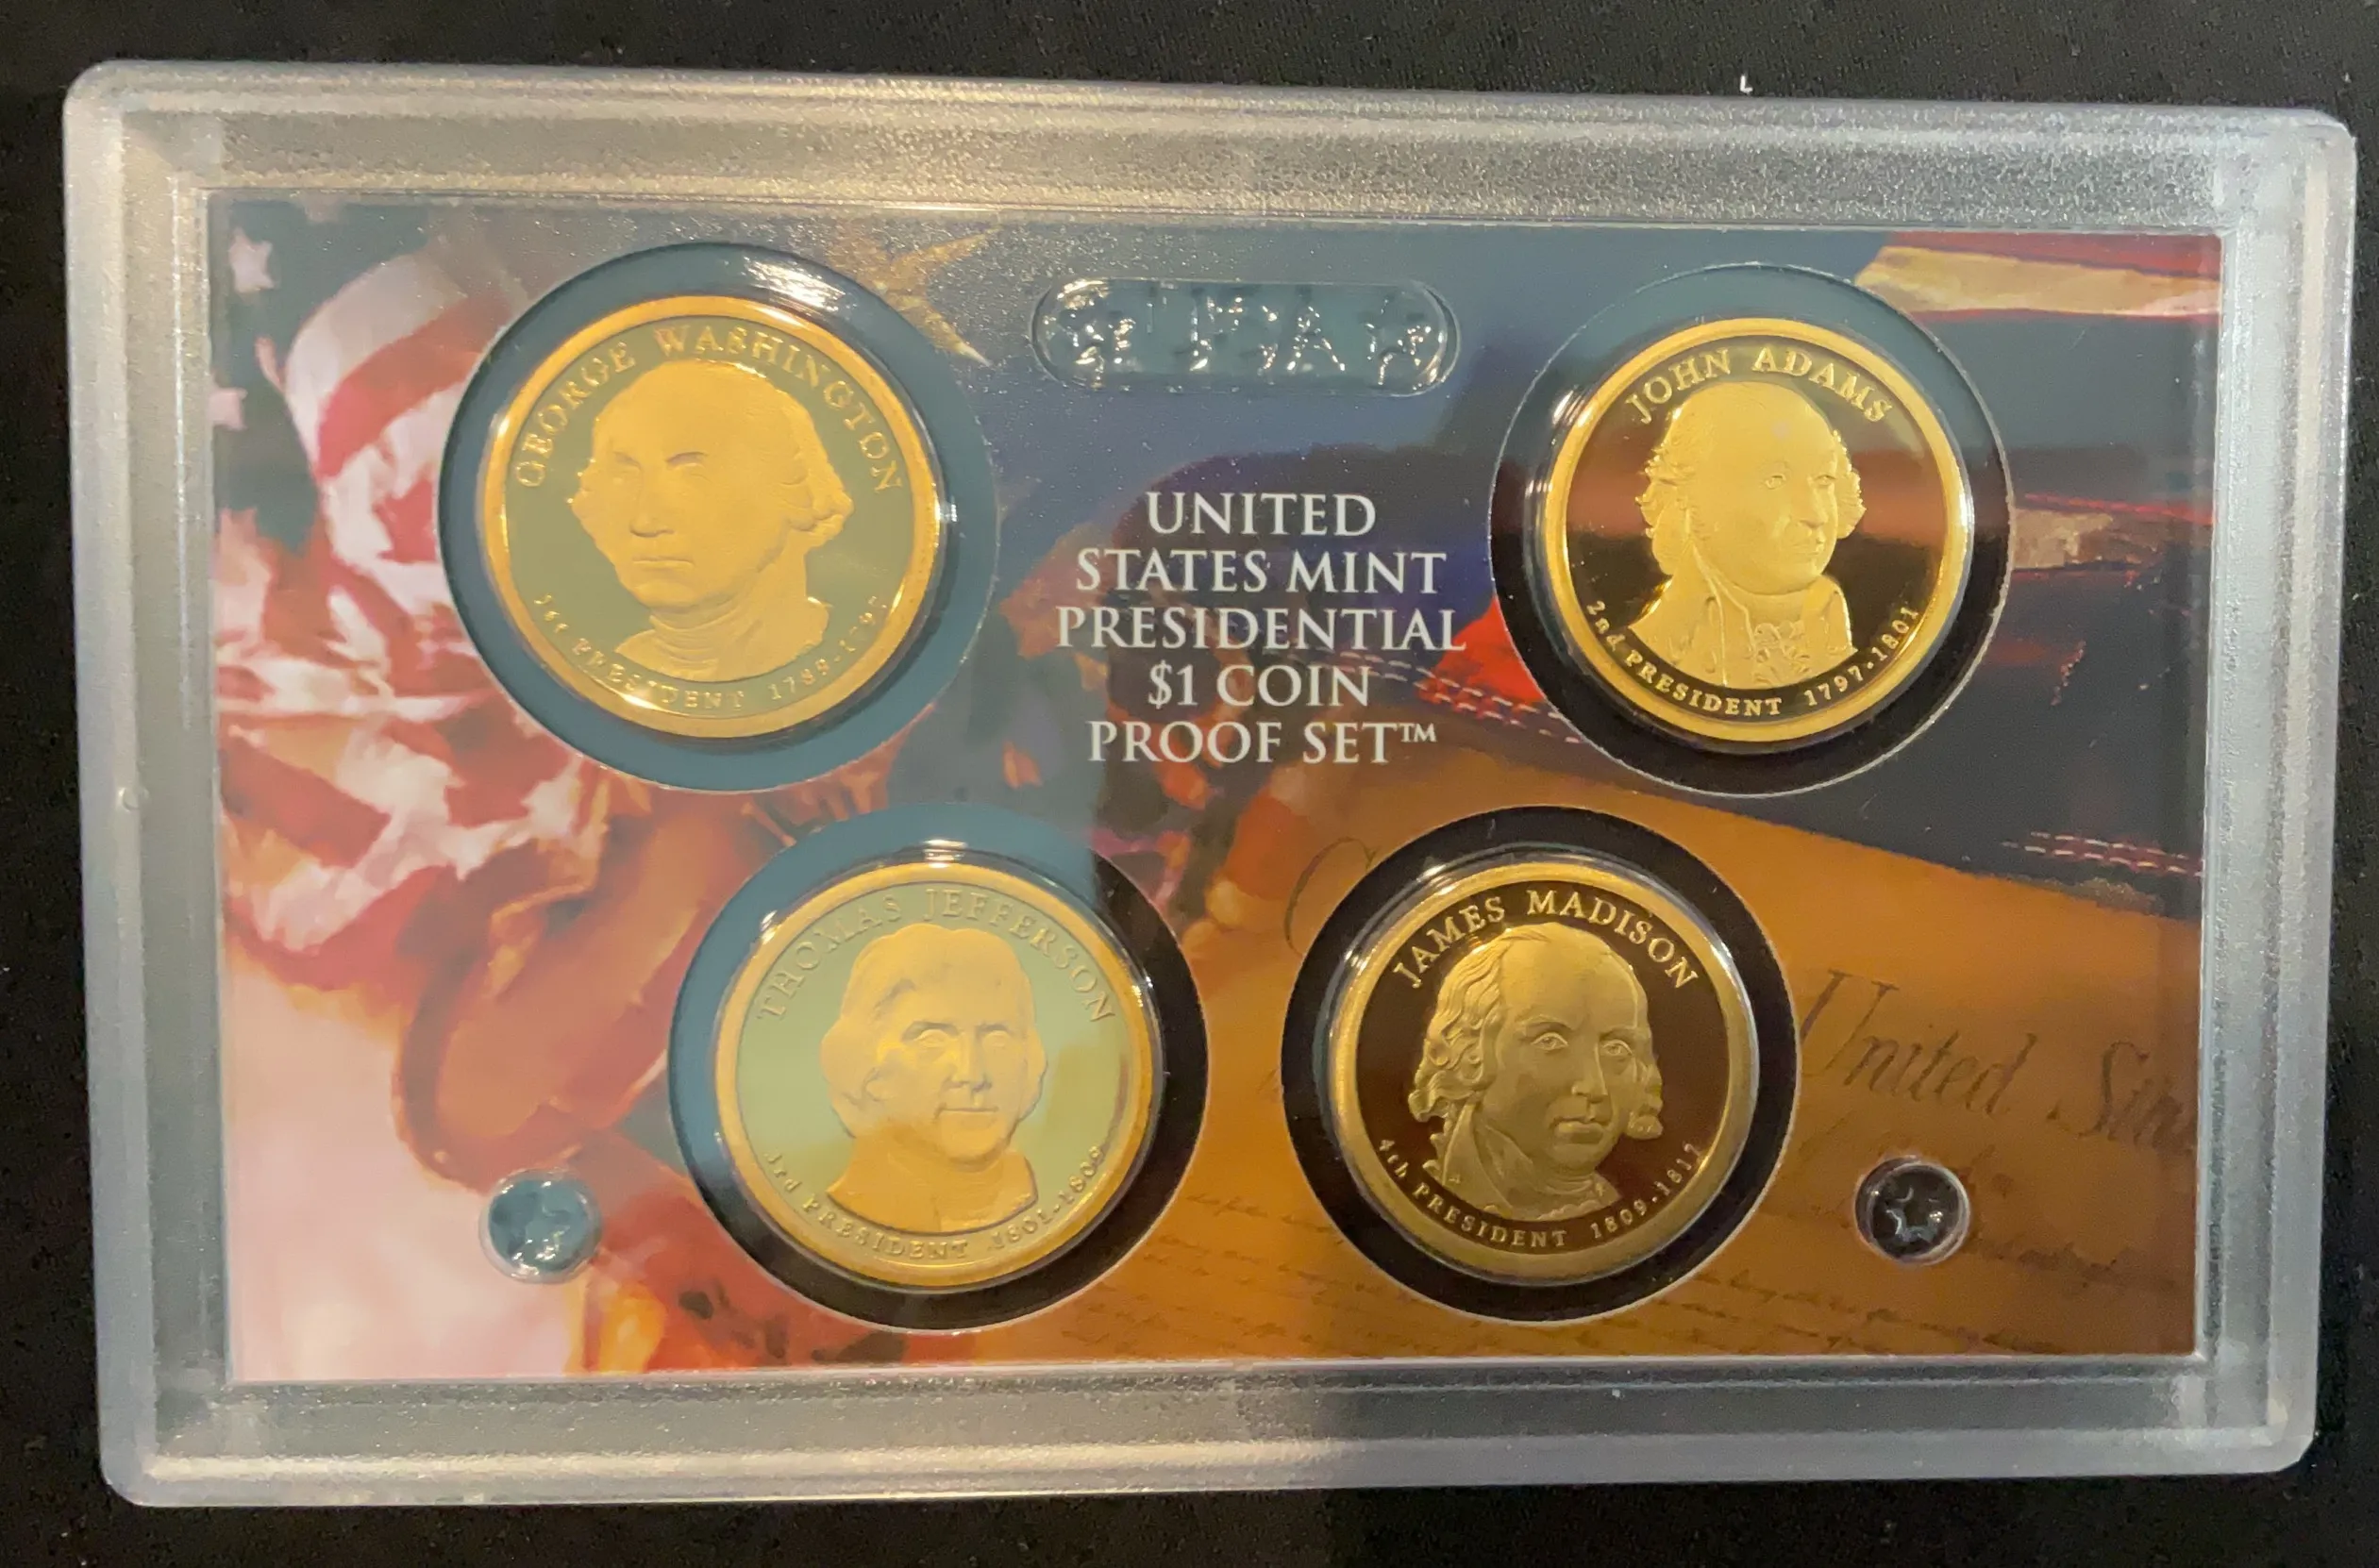 USA
GEORGE WASHINGTON
1st PRESIDENT 1789-1797
JOHN ADAMS
2nd PRESIDENT 1797-1801
UNITED
STATES MINT
PRESIDENTIAL
$1 COIN
PROOF SET™
THOMAS JEFFERSON
3rd PRESIDENT 1801-1809
JAMES MADISON
4th PRESIDENT 1809-1817
United